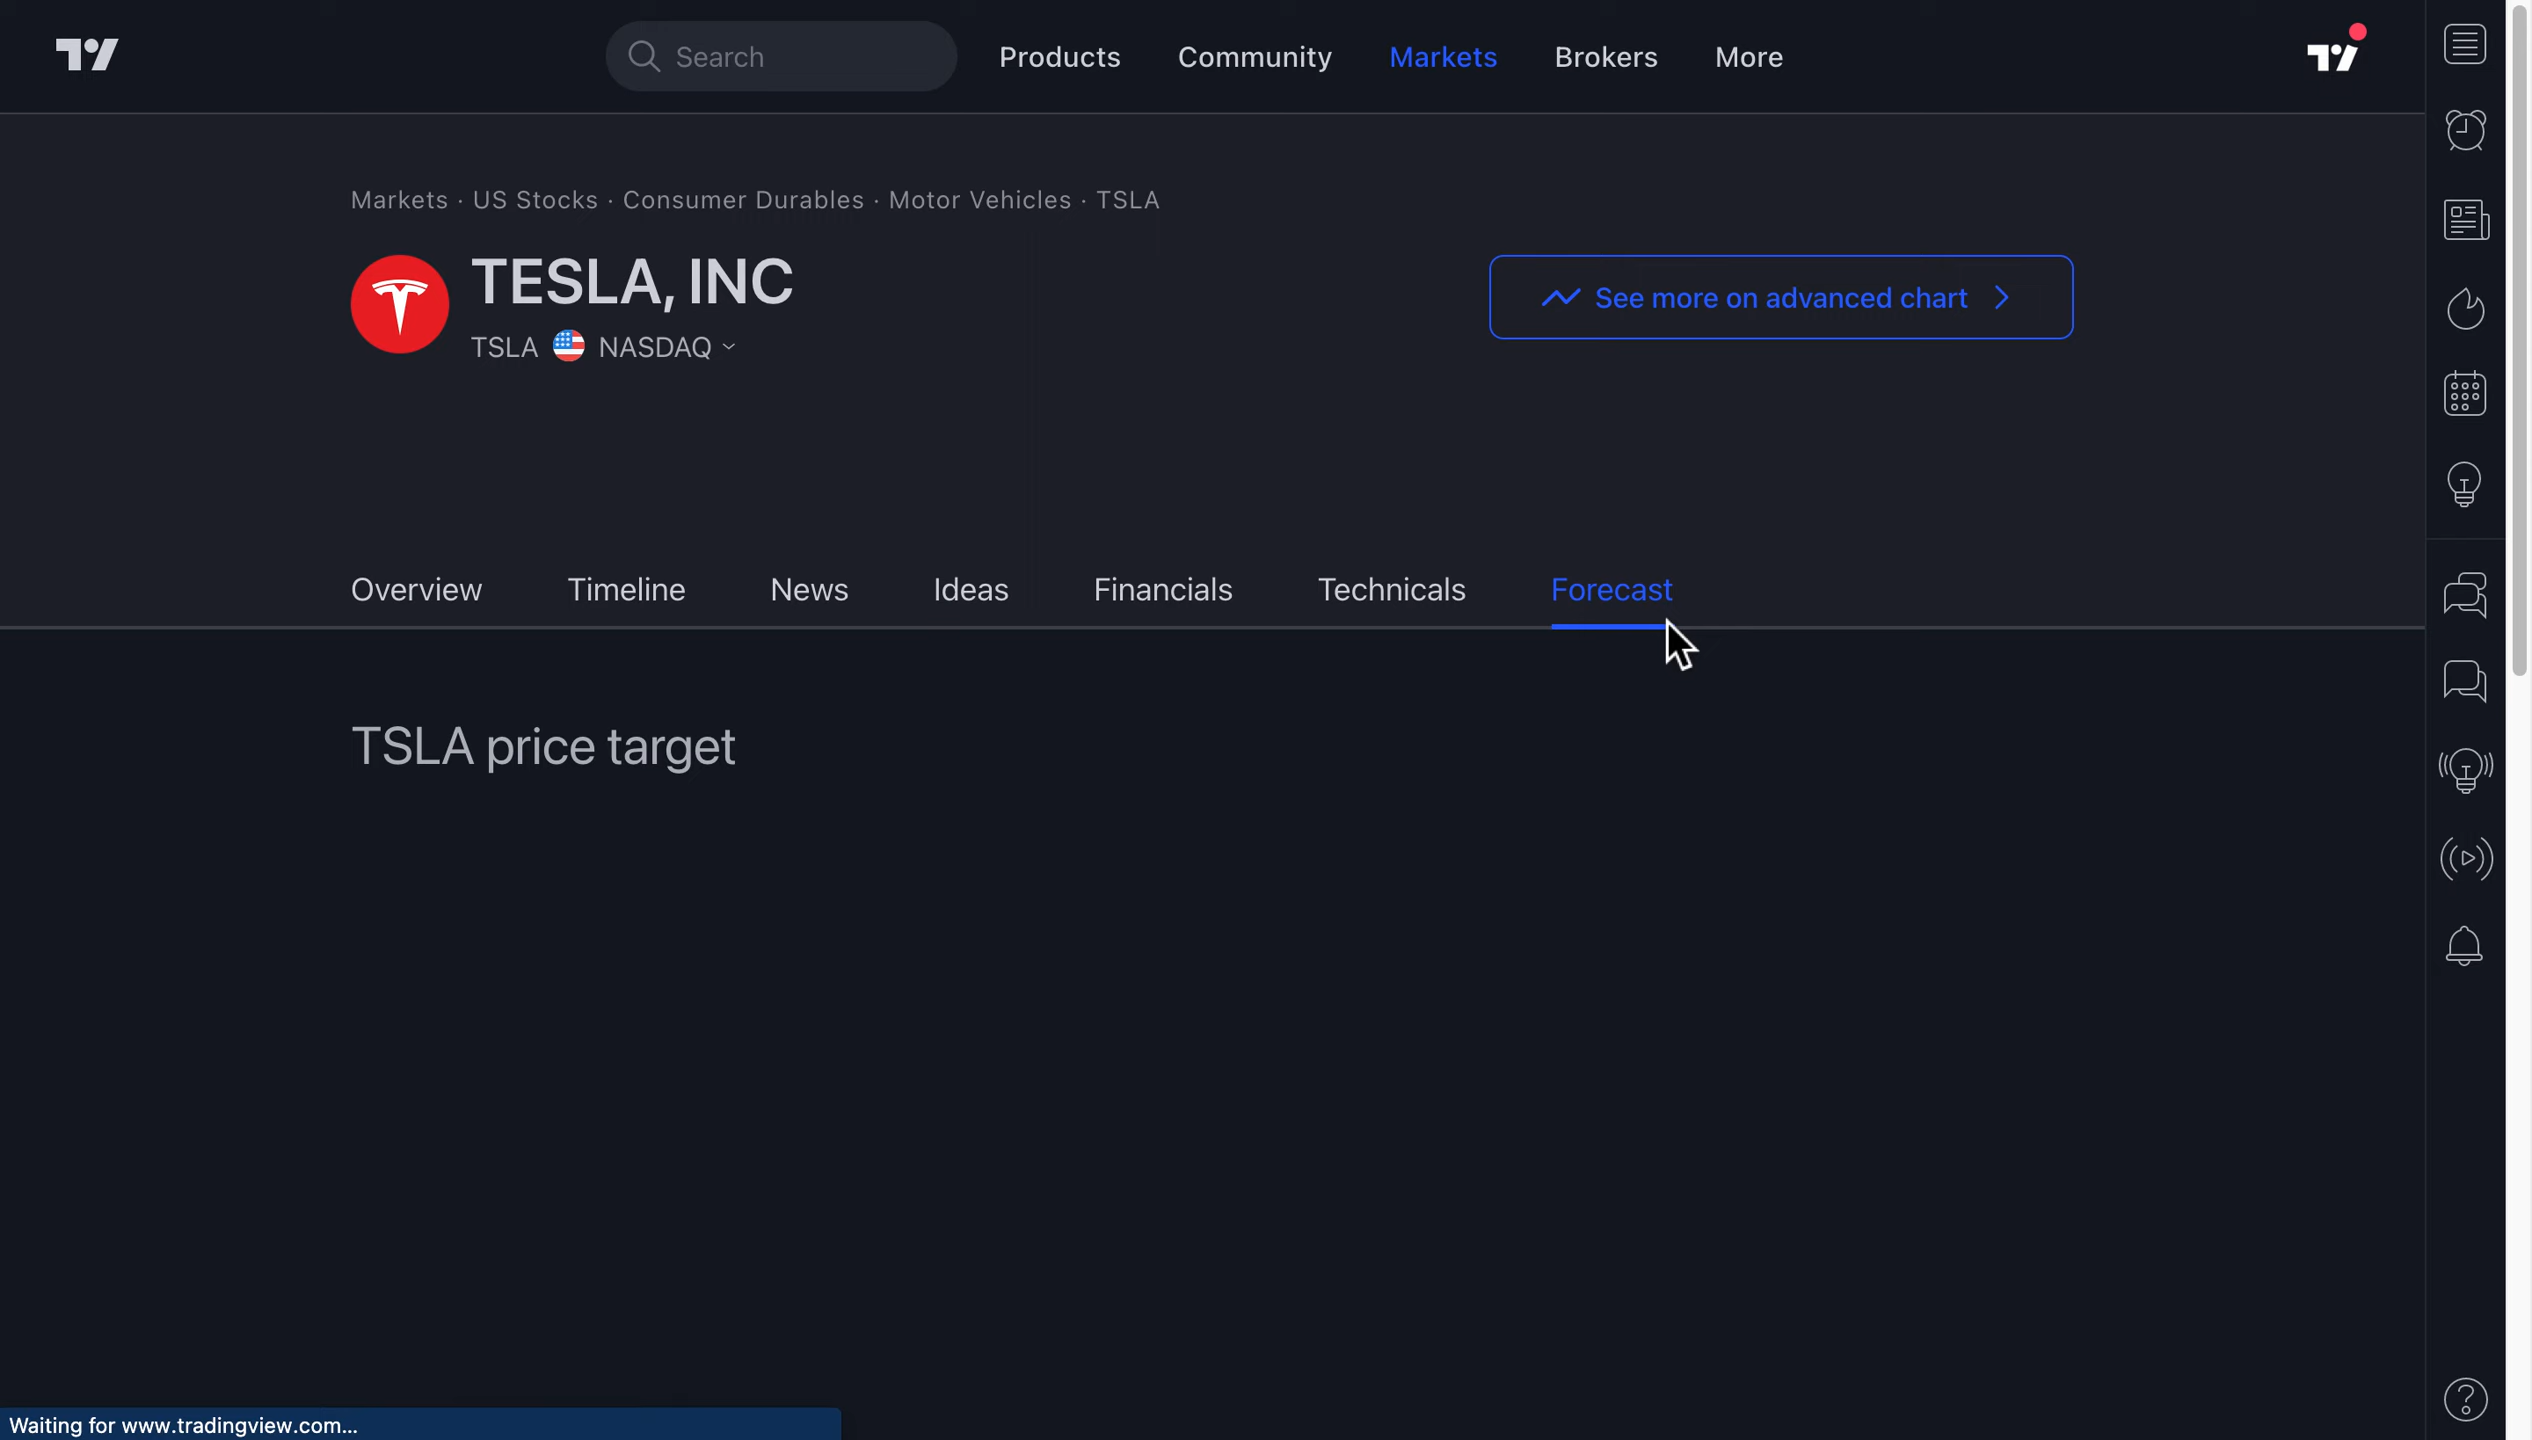 Search
Products Community Markets Brokers More
Markets · US Stocks · Consumer Durables · Motor Vehicles · TSLA
TESLA, INC
TSLA NASDAQ
See more on advanced chart
Overview Timeline News Ideas Financials Technicals Forecast
TSLA price target
Waiting for www.tradingview.com...